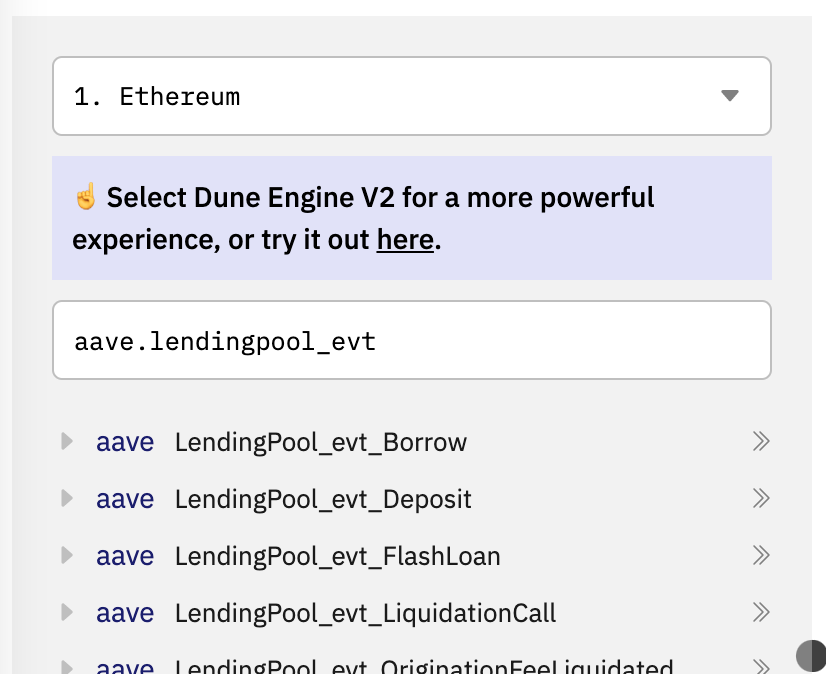 1. Ethereum
☝️ Select Dune Engine V2 for a more powerful
experience, or try it out here.
aave.lendingpool_evt
aave LendingPool_evt_Borrow
aave LendingPool_evt_Deposit
aave LendingPool_evt_FlashLoan
aave LendingPool_evt_LiquidationCall
aave LendingPool_evt_OriginationFeeLiquidated